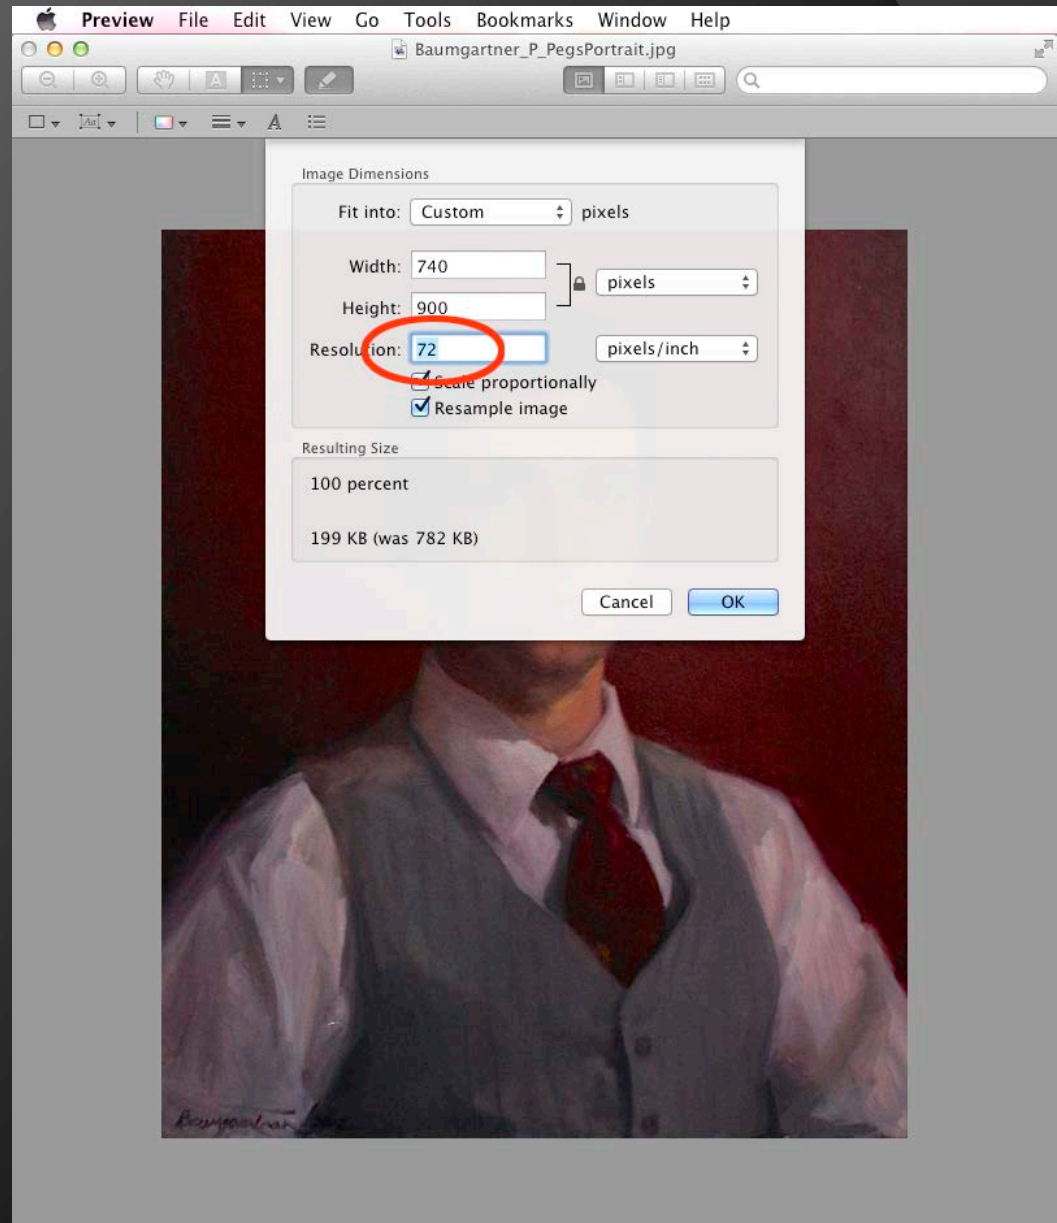 Preview File Edit View Go Tools Bookmarks Window Help
Baumgartner_P_PegsPortrait.jpg
A
Aa A
Image Dimensions
Fit into: Custom pixels
Width: 740
pixels
Height: 900
Resolution: 72 pixels/inch
Scale proportionally
Resample image
Resulting Size
100 percent
199 KB (was 782 KB)
Cancel OK